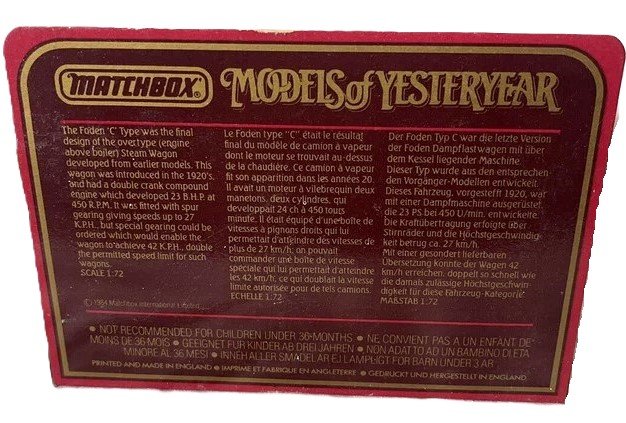 MATCHBOX MODELS of YESTERYEAR
The Foden 'C' Type was the final
design of the overtype (engine
above boiler) Steam Wagon
developed from earlier models. This
wagon was introduced in the 1920's
and had a double crank compound
engine which developed 23 B.H.P. at
450 R.P.M. It was fitted with spur
gearing giving speeds up to 27
K.P.H., but special gearing could be
ordered which would enable the
wagon to achieve 42 K.P.H., double
the permitted speed limit for such
wagons.
SCALE 1:72
© 1984 Matchbox International Limited
Le Foden type "C" était le résultat
final du modèle de camion à vapeur
dont le moteur se trouvait au-dessus
de la chaudière. Ce camion à vapeur
fit son apparition dans les années 20.
Il avait un moteur à vilebrequin deux
manetons, deux cylindres, qui
développait 24 ch à 450 tours
minute. Il était équipé d'une boîte de
vitesses à pignons droits qui lui
permettait d'atteindre des vitesses de
plus de 27 km/h; on pouvait
commander une boîte de vitesse
spéciale qui lui permettait d'atteindre
les 42 km/h, ce qui doublait la vitesse
limite autorisée pour de tels camions.
ECHELLE 1:72
Der Foden Typ C war die letzte Version
der Foden Dampflastwagen mit über
dem Kessel liegender Maschine.
Dieser Typ wurde aus den entsprechen
den Vorgänger-Modellen entwickelt.
Dieses Fahrzeug, vorgestellt 1920, war
mit einer Dampfmaschine ausgerüstet,
die 23 PS bei 450 U/min. entwickelte.
Die Kraftübertragung erfolgte über
Stirnräder und die Höchstgeschwindig-
keit betrug ca. 27 km/h.
Mit einer gesondert lieferbaren
Übersetzung konnte der Wagen 42
km/h erreichen, doppelt so schnell wie
die damals zulässige Höchstgeschwin-
digkeit für diese Fahrzeug-Kategorie
MAßSTAB 1:72
• NOT RECOMMENDED FOR CHILDREN UNDER 36-MONTHS • NE CONVIENT PAS A UN ENFANT DE
MOINS DE 36 MOIS • GEEIGNET FUR KINDER AB DREI JAHREN • NON ADATTO AD UN BAMBINO DI ETA
MINORE AL 36 MESI • INNEHALLER SMADELAR EJ LAMPLIGT FOR BARN UNDER 3 AR
PRINTED AND MADE IN ENGLAND • IMPRIME ET FABRIQUE EN ANGLETERRE • GEDRUCKT UND HERGESTELLT IN ENGLAND